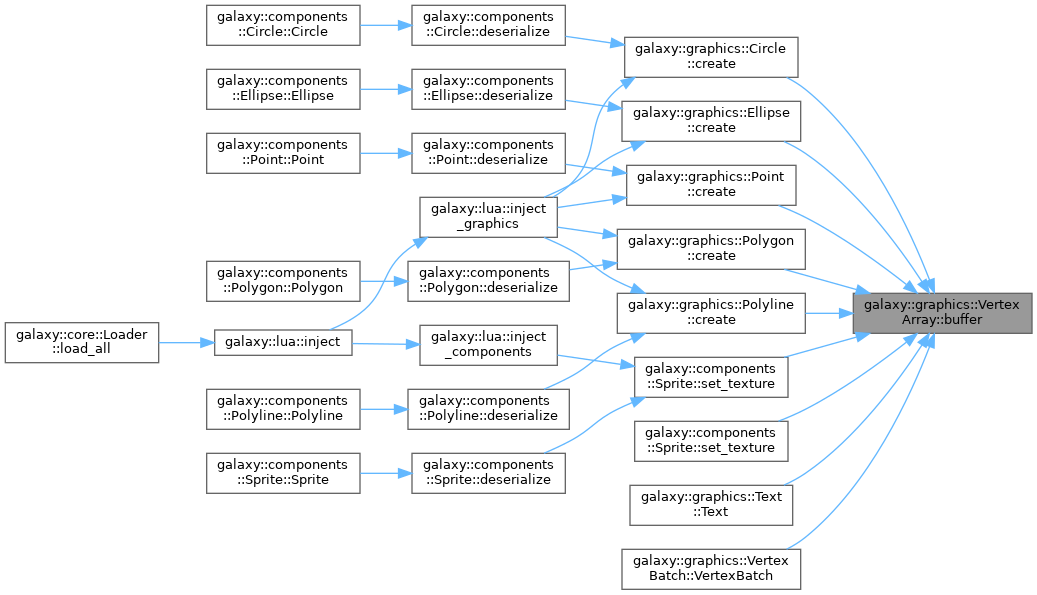 galaxy::components
::Circle::Circle
galaxy::components
::Circle::deserialize
galaxy::graphics::Circle
::create
galaxy::components
::Ellipse::Ellipse
galaxy::components
::Ellipse::deserialize
galaxy::graphics::Ellipse
::create
galaxy::components
::Point::Point
galaxy::components
::Point::deserialize
galaxy::graphics::Point
::create
galaxy::lua::inject
_graphics
galaxy::graphics::Polygon
::create
galaxy::components
::Polygon::Polygon
galaxy::components
::Polygon::deserialize
galaxy::graphics::Polyline
::create
galaxy::graphics::Vertex
Array::buffer
galaxy::core::Loader
::load_all
galaxy::lua::inject
galaxy::lua::inject
_components
galaxy::components
::Sprite::set_texture
galaxy::components
::Polyline::Polyline
galaxy::components
::Polyline::deserialize
galaxy::components
::Sprite::set_texture
galaxy::components
::Sprite::Sprite
galaxy::components
::Sprite::deserialize
galaxy::graphics::Text
::Text
galaxy::graphics::Vertex
Batch::VertexBatch